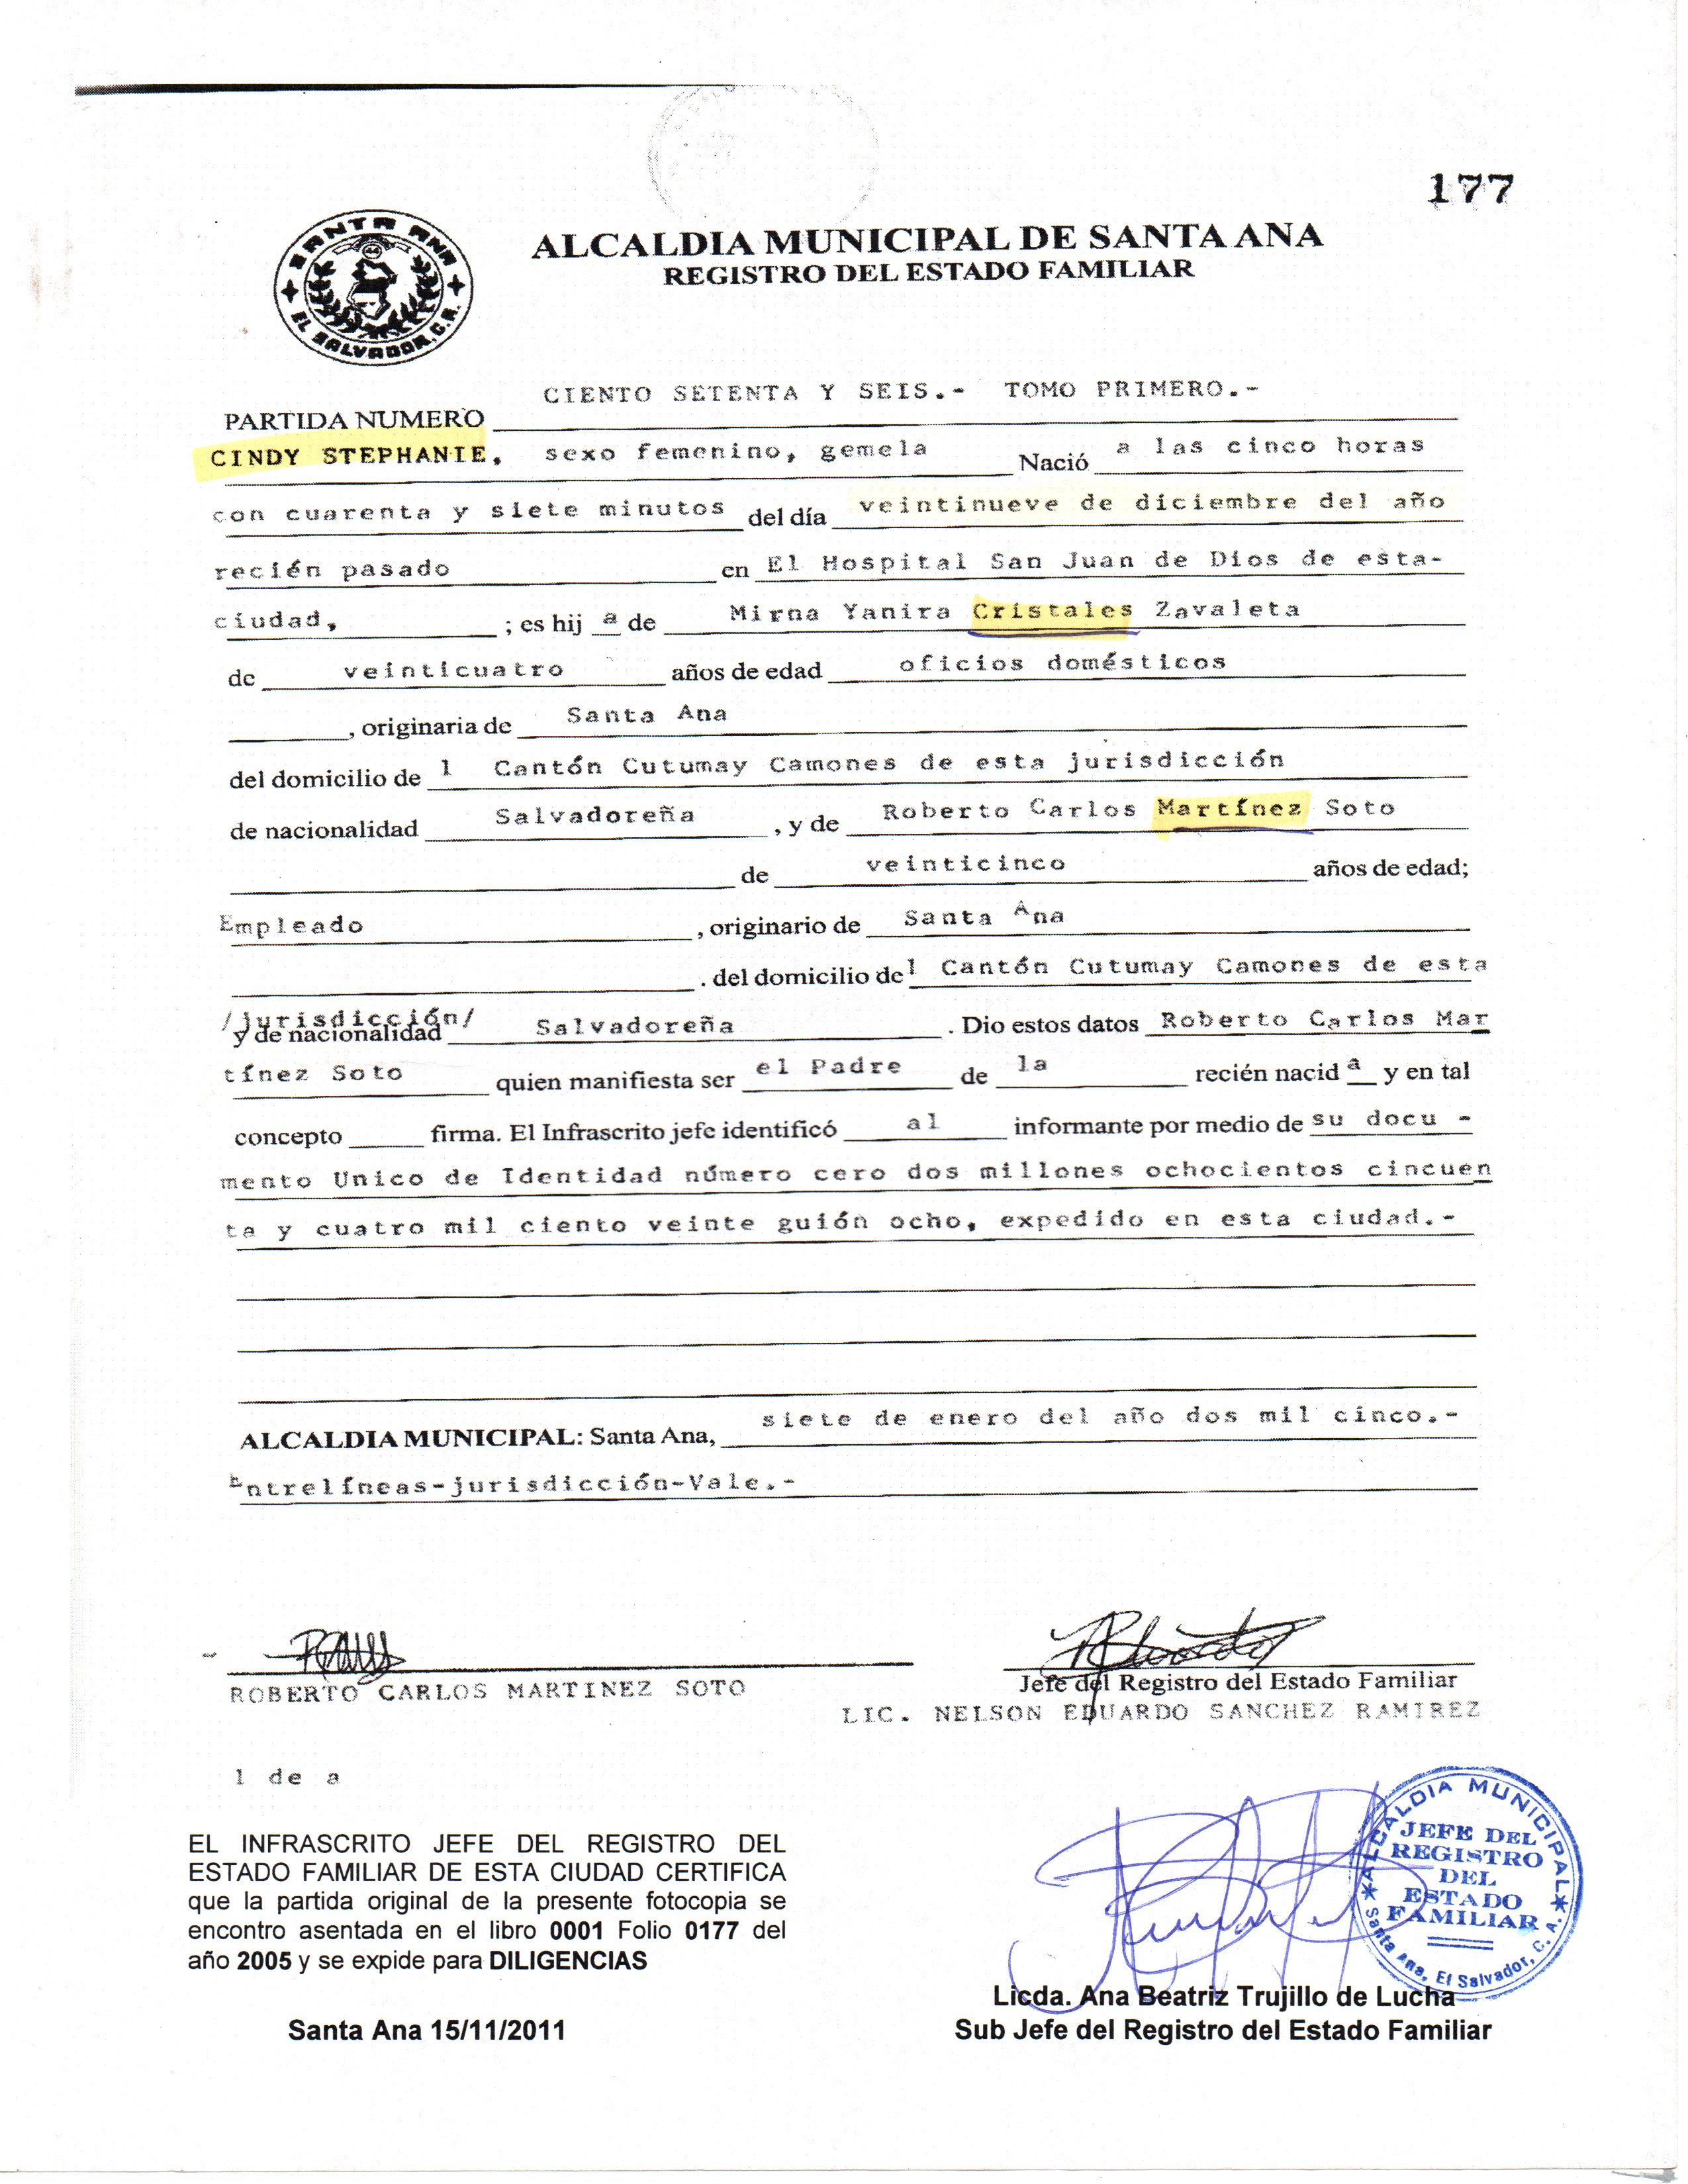 177
SANTA ANA
EL SALVADOR, C.A.
ALCALDIA MUNICIPAL DE SANTA ANA
REGISTRO DEL ESTADO FAMILIAR
PARTIDA NUMERO CIENTO SETENTA Y SEIS.- TOMO PRIMERO.-
CINDY STEPHANIE, sexo femenino, gemela Nació a las cinco horas
con cuarenta y siete minutos del día veintinueve de diciembre del año
recién pasado en El Hospital San Juan de Dios de esta-
ciudad, ; es hij a de Mirna Yanira Cristales Zavaleta
de veinticuatro años de edad oficios domésticos
, originaria de Santa Ana
del domicilio de l Cantón Cutumay Camones de esta jurisdicción
de nacionalidad Salvadoreña , y de Roberto Carlos Martínez Soto
de veinticinco años de edad;
Empleado , originario de Santa Ana
. del domicilio de l Cantón Cutumay Camones de esta
/jurisdicción/
y de nacionalidad Salvadoreña . Dio estos datos Roberto Carlos Mar
tínez Soto quien manifiesta ser el Padre de la recién nacid a y en tal
concepto firma. El Infrascrito jefe identificó al informante por medio de su docu -
mento Unico de Identidad número cero dos millones ochocientos cincuen
ta y cuatro mil ciento veinte guión ocho, expedido en esta ciudad.-
ALCALDIA MUNICIPAL: Santa Ana, siete de enero del año dos mil cinco.-
Entrelíneas-jurisdicción-Vale.-
ROBERTO CARLOS MARTINEZ SOTO
Jefe del Registro del Estado Familiar
LIC. NELSON EDUARDO SANCHEZ RAMIREZ
l de a
EL INFRASCRITO JEFE DEL REGISTRO DEL
ESTADO FAMILIAR DE ESTA CIUDAD CERTIFICA
que la partida original de la presente fotocopia se
encontro asentada en el libro 0001 Folio 0177 del
año 2005 y se expide para DILIGENCIAS
Santa Ana 15/11/2011
ALCALDIA MUNICIPAL
JEFE DEL
REGISTRO
DEL
ESTADO
FAMILIAR
Santa Ana, El Salvador, C. A.
Licda. Ana Beatriz Trujillo de Lucha
Sub Jefe del Registro del Estado Familiar